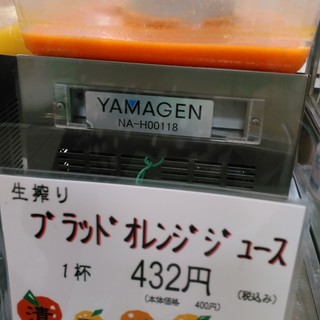 YAMAGEN
NA-H00118
生搾り
ブラッドオレンジジュース
1杯 432円 (税込み)
(本体価格 400円)